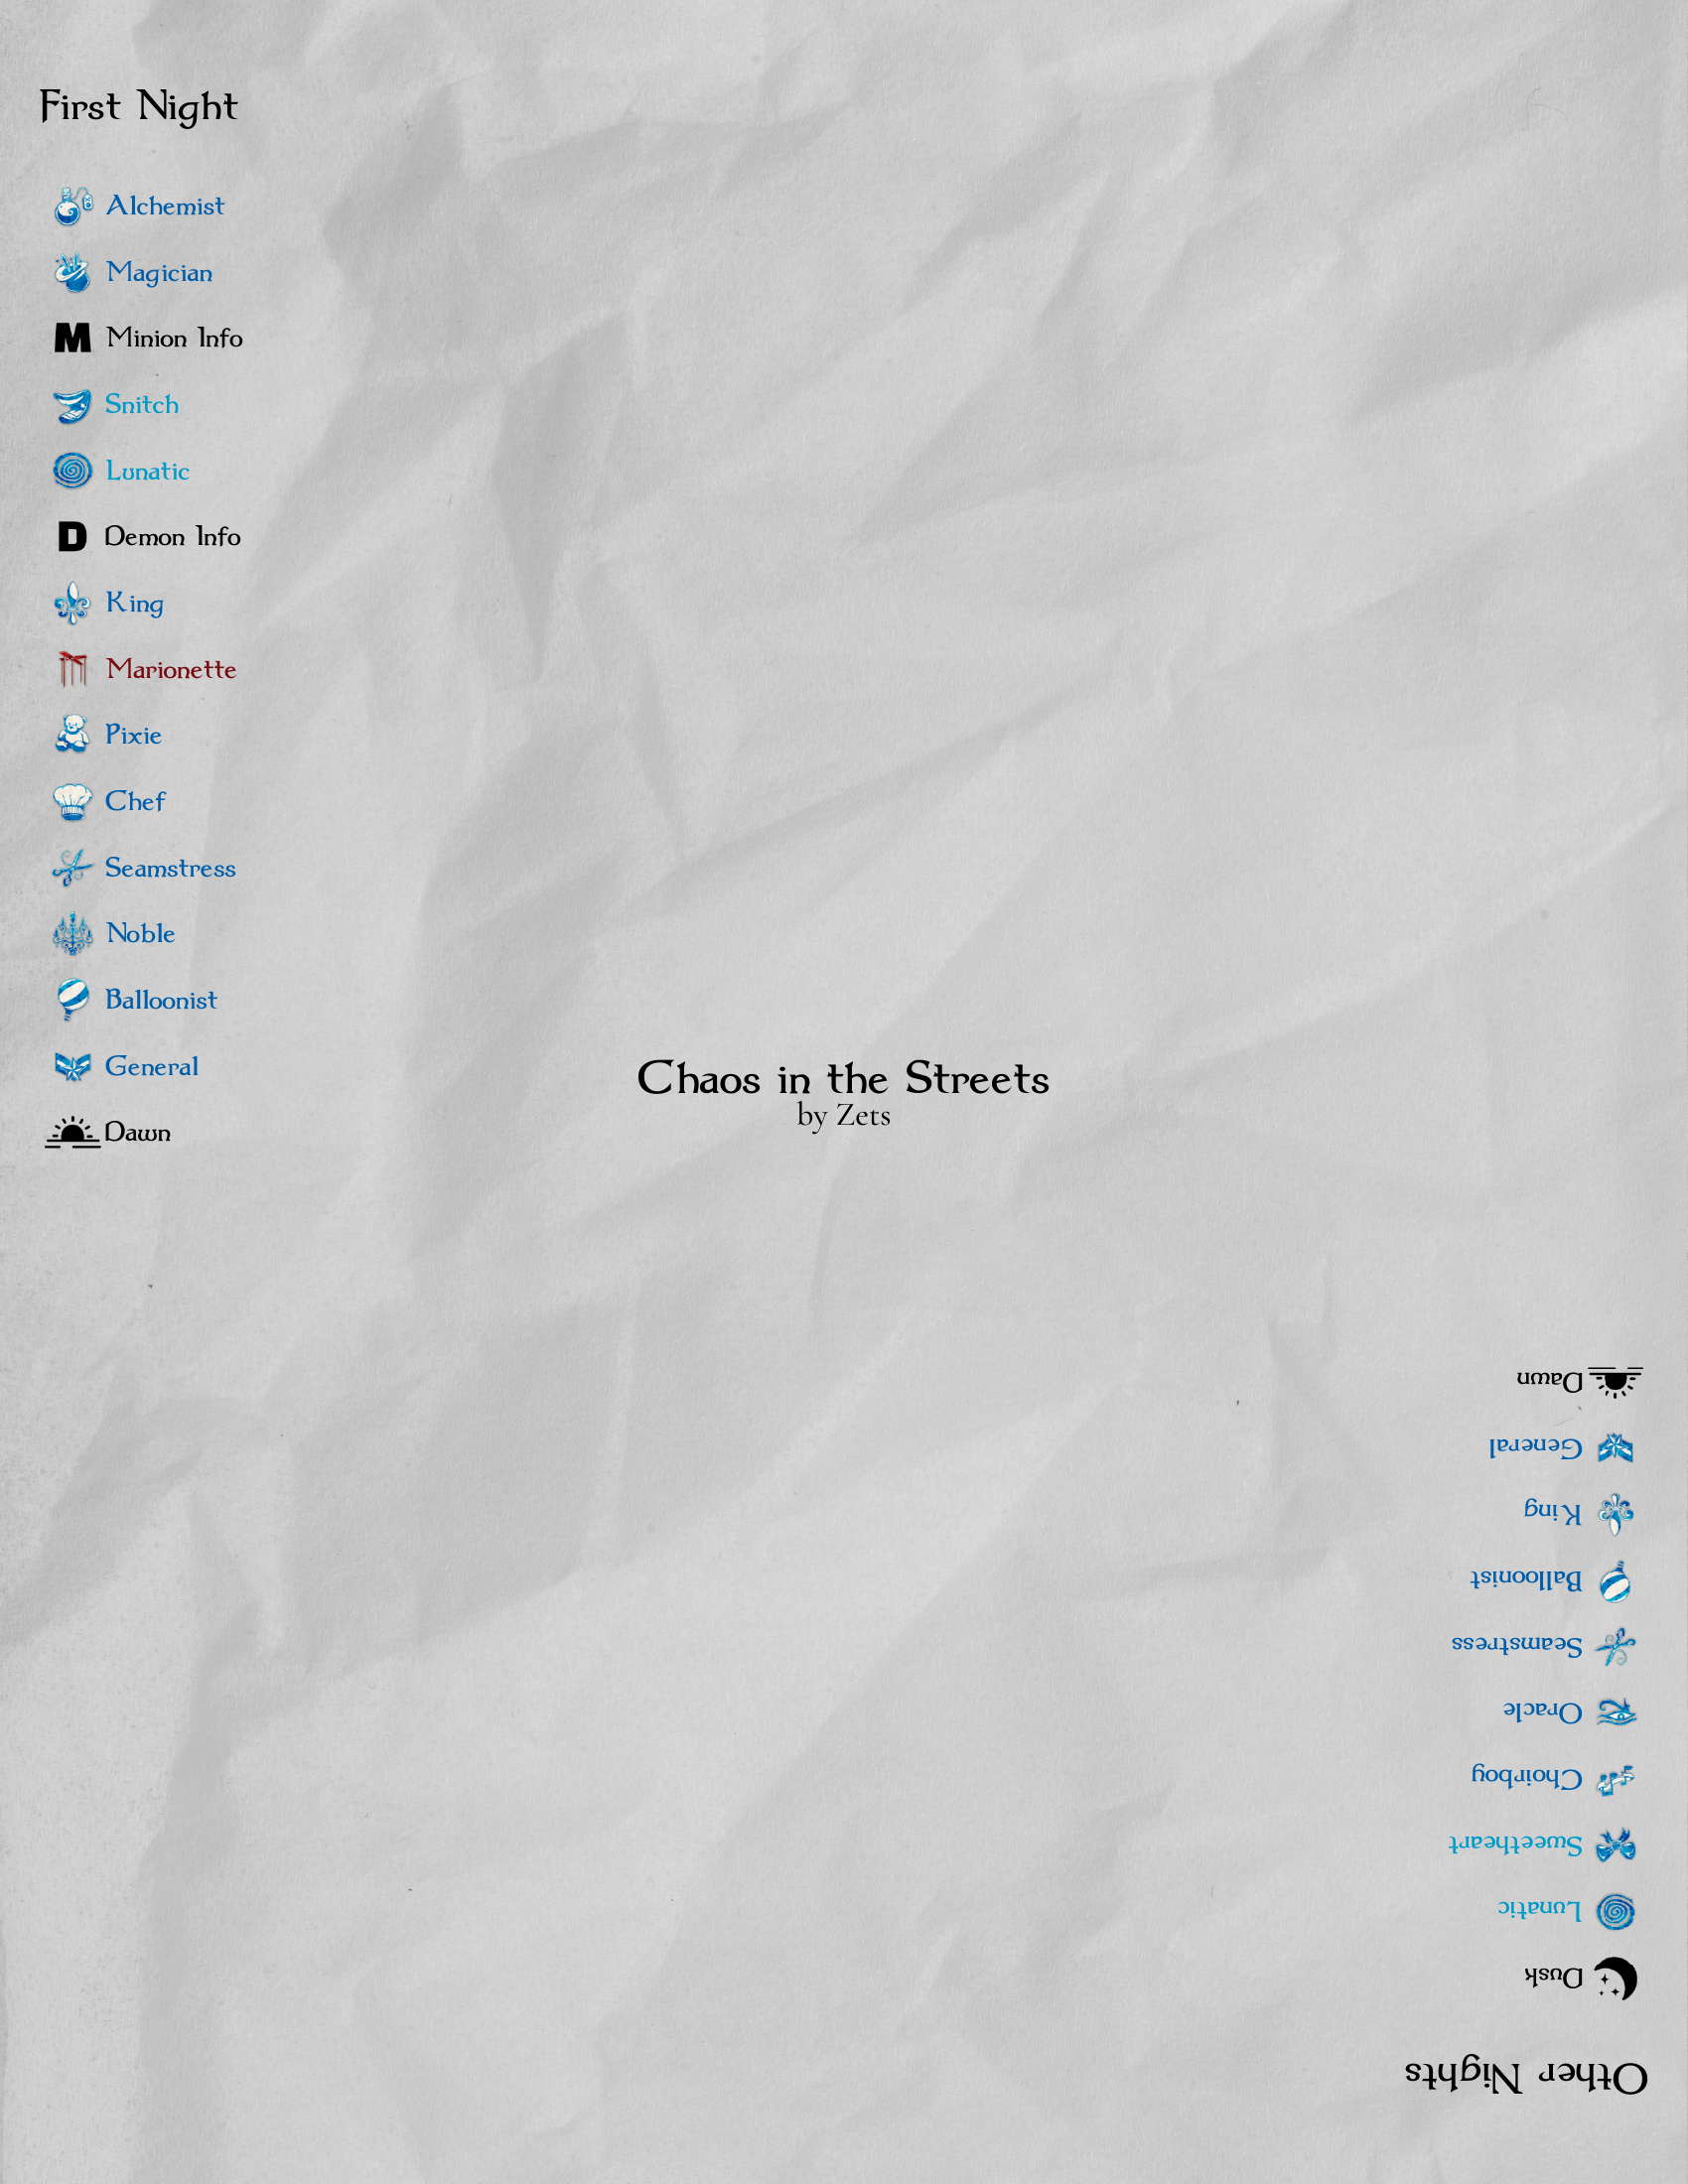 First Night
Alchemist
Magician
M Minion Info
Snitch
Lunatic
D Demon Info
King
Marionette
Pixie
Chef
Seamstress
Noble
Balloonist
General
Dawn
Chaos in the Streets
by Zets
Other Nights
Dusk
Lunatic
Sweetheart
Choirboy
Oracle
Seamstress
Balloonist
King
General
Dawn